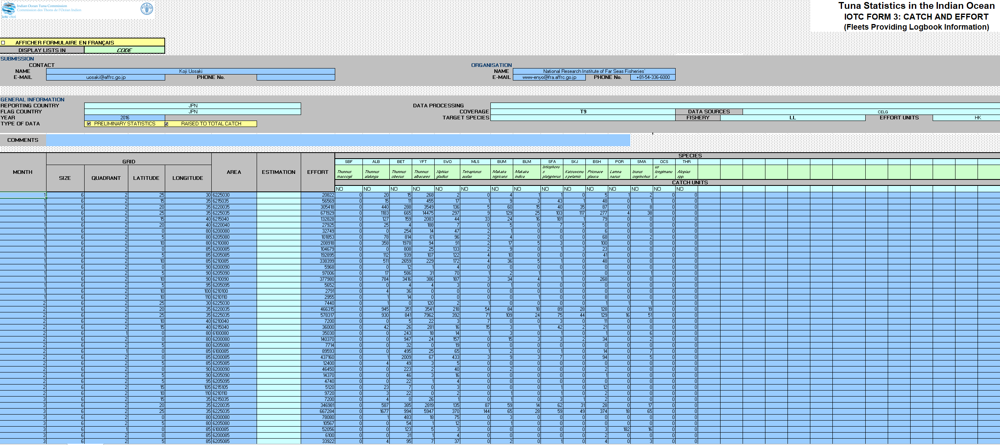 Indian Ocean Tuna Commission
Commission des Thons de l'Océan Indien
iotc ctoi
FAO
Tuna Statistics in the Indian Ocean
IOTC FORM 3: CATCH AND EFFORT
(Fleets Providing Logbook Information)
AFFICHER FORMULAIRE EN FRANÇAIS
DISPLAY LISTS IN CODE
SUBMISSION
CONTACT ORGANISATION
NAME Koji Uosaki NAME National Research Institute of Far Seas Fisheries`
E-MAIL uosaki@affrc.go.jp PHONE No. E-MAIL www-enyo@fra.affrc.go.jp PHONE No. +81-54-336-6000
GENERAL INFORMATION
REPORTING COUNTRY JPN DATA PROCESSING
FLAG COUNTRY JPN COVERAGE T9 DATA SOURCES CELG
YEAR 2016 TARGET SPECIES FISHERY LL EFFORT UNITS HK
TYPE OF DATA PRELIMINARY STATISTICS RAISED TO TOTAL CATCH
COMMENTS
SPECIES
MONTH GRID AREA ESTIMATION EFFORT SBF ALB BET YFT SWO MLS BUM BLM SFA SKJ BSH POR SMA OCS THR
SIZE QUADRANT LATITUDE LONGITUDE Thunnus maccoyii Thunnus alalunga Thunnus obesus Thunnus albacares Xiphias gladius Tetrapturus audax Makaira nigricans Makaira indica Istiophoru s platypterus Katsuwonu s pelamis Prionace glauca Lamna nasus Isurus oxyrinchus us longimanu s Alopias spp.
CATCH UNITS
NO NO NO NO NO NO NO NO NO NO NO NO NO NO NO
1 6 2 25 30 6225030 20822 0 20 15 268 2 0 4 1 1 0 5 1 2 0 0
1 6 2 15 35 6215035 56569 0 15 11 455 17 1 9 3 43 1 48 0 1 0 0
1 6 2 20 35 6220035 305418 0 440 288 3549 136 5 60 15 40 35 87 0 8 0 0
1 6 2 25 35 6225035 671929 0 1183 665 14475 297 9 129 25 103 117 277 4 38 0 0
1 6 2 15 40 6215040 132828 0 127 159 2083 44 33 24 16 181 1 79 0 0 0 0
1 6 2 20 40 6220040 27925 0 25 4 188 7 0 5 0 7 5 0 0 0 0 0
1 6 2 0 80 6200080 32749 0 0 254 14 47 2 1 0 0 0 6 0 0 0 0
1 6 2 5 80 6205080 101853 0 78 814 61 96 2 4 0 0 0 68 0 2 0 0
1 6 2 10 80 6210080 208918 0 358 1978 94 91 2 17 5 3 0 100 0 0 0 0
1 6 2 0 85 6200085 104679 0 0 808 25 133 2 9 0 1 3 23 0 0 0 0
1 6 2 5 85 6205085 192895 0 112 939 107 122 4 10 0 0 0 41 0 0 0 0
1 6 2 10 85 6210085 338399 0 511 2659 229 172 4 36 5 1 0 48 0 0 0 0
1 6 2 0 90 6200090 5968 0 0 12 1 4 0 0 0 0 0 0 0 0 0 0
1 6 2 5 90 6205090 97006 0 17 586 31 70 1 2 1 1 0 0 0 1 0 0
1 6 2 10 90 6210090 377980 0 784 3416 386 187 3 34 4 1 0 268 0 0 0 0
1 6 2 5 95 6205095 5652 0 0 4 4 3 0 1 0 0 0 0 0 0 0 0
1 6 2 10 100 6210100 2791 0 4 36 0 0 0 0 0 0 0 0 0 0 0 0
1 6 2 10 110 6210110 2955 0 1 14 0 0 0 0 1 0 0 8 0 0 0 0
2 6 2 25 30 6225030 7440 0 1 0 120 2 1 0 0 0 0 1 1 1 0 0
2 6 2 20 35 6220035 466315 0 945 351 3541 218 54 84 18 89 28 128 0 19 0 0
2 6 2 25 35 6225035 578317 0 930 841 7962 392 71 109 24 75 44 129 16 51 0 0
2 6 2 10 40 6210040 7200 0 0 5 22 3 7 0 0 3 0 11 0 0 0 0
2 6 2 15 40 6215040 36000 0 42 26 281 16 15 3 1 42 2 21 0 0 0 0
2 6 1 0 80 6100080 35030 0 0 243 18 14 1 3 0 1 0 1 0 6 0 0
2 6 2 0 80 6200080 140370 0 0 947 24 157 0 15 3 3 2 34 0 2 0 0
2 6 2 5 80 6205080 7714 0 0 32 0 19 0 0 0 0 0 0 0 0 0 0
2 6 1 0 85 6100085 89593 0 0 495 25 65 1 2 0 1 0 14 0 7 0 0
2 6 2 0 85 6200085 437160 0 1 2009 67 433 3 9 3 7 0 94 0 5 0 0
2 6 2 5 85 6205085 12400 0 4 49 3 5 0 0 0 0 0 0 0 0 0 0
2 6 2 0 90 6200090 46450 0 0 223 2 40 0 2 0 0 0 2 0 0 0 0
2 6 2 5 90 6205090 14370 0 0 46 3 16 0 0 0 0 0 1 0 0 0 0
2 6 2 5 95 6205095 4740 0 0 22 1 4 0 0 0 0 0 0 0 0 0 0
2 6 2 15 105 6215105 5120 0 23 7 0 3 0 0 0 1 0 12 0 0 0 0
2 6 2 10 110 6210110 9720 0 3 22 0 2 0 1 0 1 0 2 0 0 0 0
3 6 2 15 35 6215035 7200 0 4 0 26 1 0 1 0 3 1 2 0 0 0 0
3 6 2 20 35 6220035 346981 0 587 385 2819 135 87 59 14 62 31 28 0 17 0 0
3 6 2 25 35 6225035 667284 0 1677 994 5947 370 144 65 28 59 49 374 18 65 0 0
3 6 2 0 80 6200080 78080 0 1 483 18 75 0 3 0 0 0 0 0 0 0 0
3 6 2 5 80 6205080 10567 0 0 54 1 12 0 1 0 0 0 0 0 0 0 0
3 6 1 0 85 6100085 52056 0 0 123 5 3 0 0 0 0 0 3 182 16 0 0
3 6 2 0 85 6200085 6100 0 0 31 1 4 0 0 0 0 0 2 0 0 0 0
3 6 2 5 85 6205085 33922 0 4 95 7 37 0 2 0 1 0 4 0 3 0 0